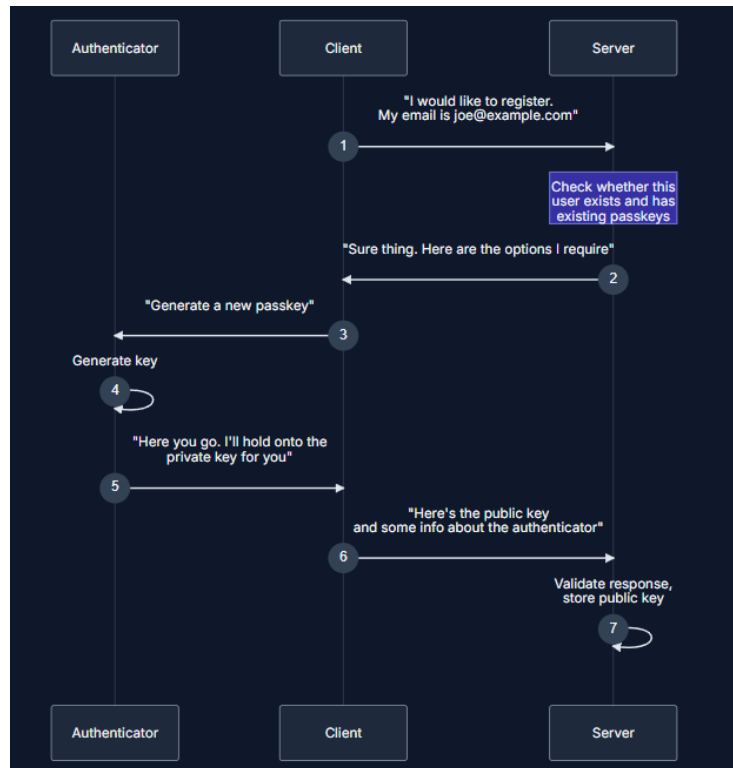 Authenticator
Client
Server
"I would like to register.
My email is joe@example.com"
1
Check whether this
user exists and has
existing passkeys
"Sure thing. Here are the options I require"
2
"Generate a new passkey"
3
Generate key
4
"Here you go. I'll hold onto the
private key for you"
5
"Here's the public key
and some info about the authenticator"
6
Validate response,
store public key
7
Authenticator
Client
Server